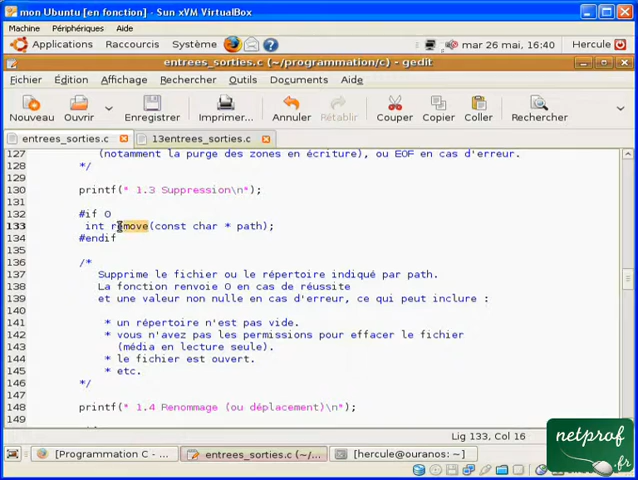 mon Ubuntu [en fonction] - Sun xVM VirtualBox
Machine Périphériques Aide
Applications Raccourcis Système mar 26 mai, 16:40 Hercule
entrees_sorties.c (~/programmation/c) - gedit
Fichier Édition Affichage Rechercher Outils Documents Aide
Nouveau Ouvrir Enregistrer Imprimer... Annuler Rétablir Couper Copier Coller Rechercher
entrees_sorties.c 13entrees_sorties.c
127 (notamment la purge des zones en écriture), ou EOF en cas d'erreur.
128 */
129
130 printf(" 1.3 Suppression\n");
131
132 #if 0
133 int remove(const char * path);
134 #endif
135
136 /*
137 Supprime le fichier ou le répertoire indiqué par path.
138 La fonction renvoie 0 en cas de réussite
139 et une valeur non nulle en cas d'erreur, ce qui peut inclure :
140
141 * un répertoire n'est pas vide.
142 * vous n'avez pas les permissions pour effacer le fichier
143 (média en lecture seule).
144 * le fichier est ouvert.
145 * etc.
146 */
147
148 printf(" 1.4 Renommage (ou déplacement)\n");
149
Lig 133, Col 16
[Programmation C - ... entrees_sorties.c (~/... [hercule@ouranos: ~]
netprof
.fr